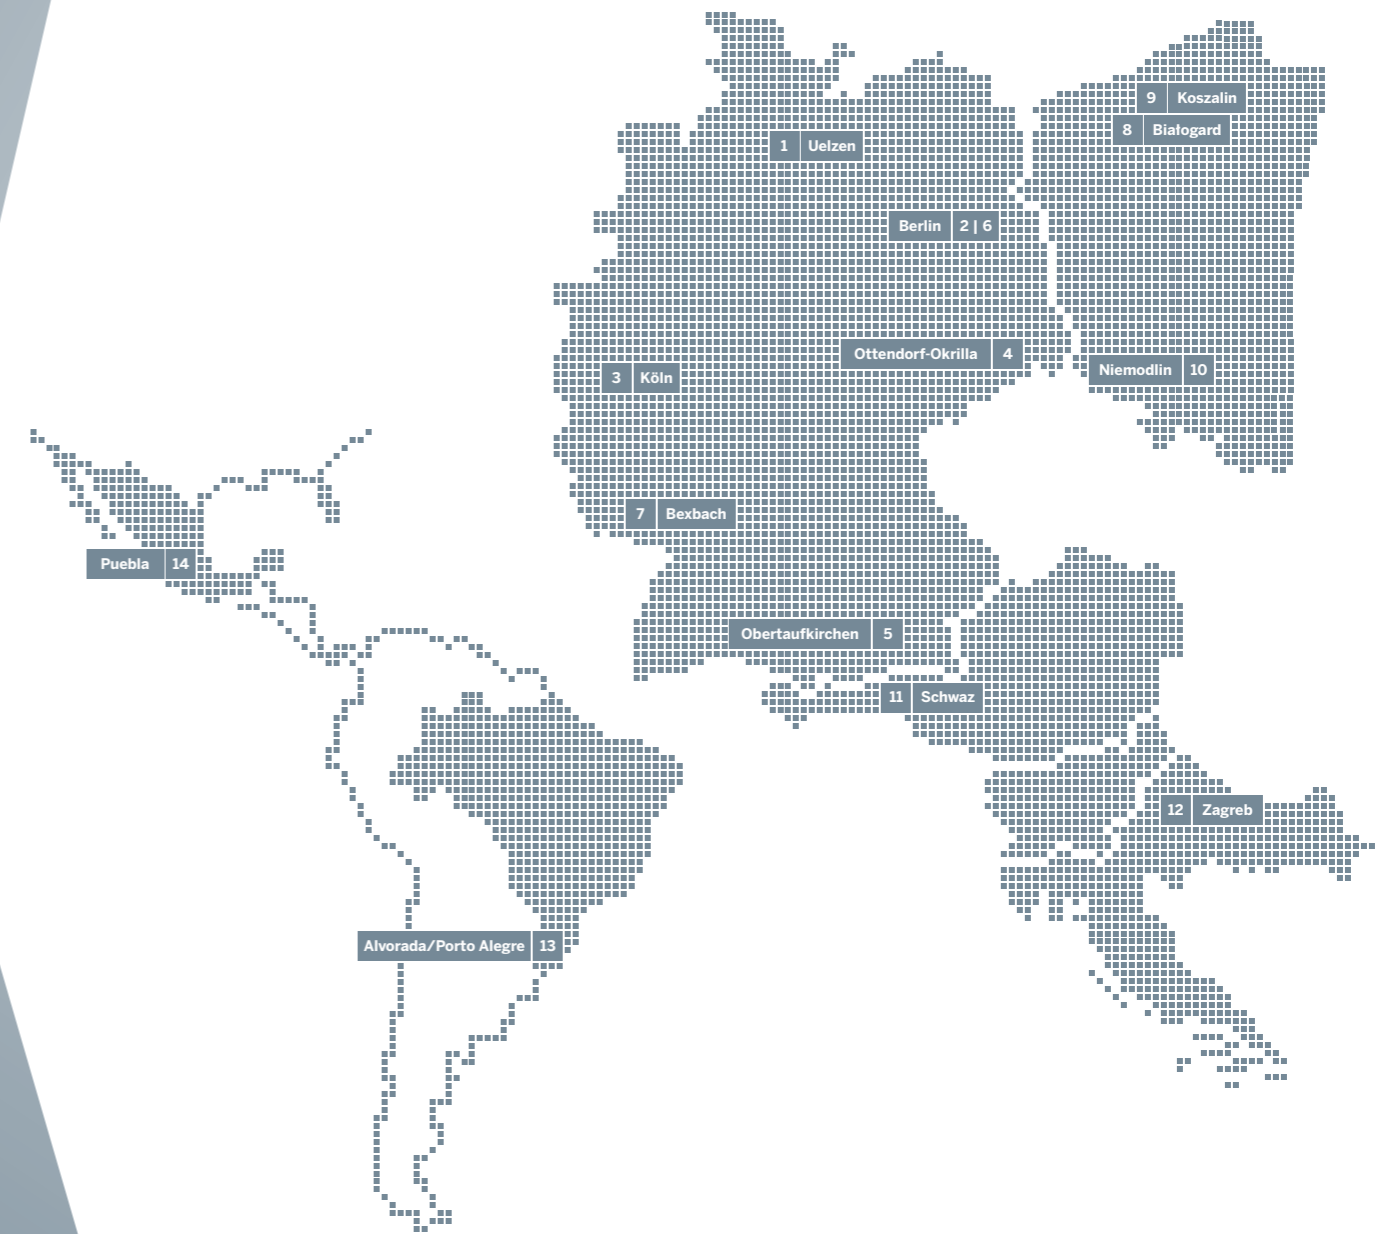 9 Koszalin
8 Białogard
1 Uelzen
Berlin 2 | 6
Ottendorf-Okrilla 4
Niemodlin 10
3 Köln
7 Bexbach
Puebla 14
Obertaufkirchen 5
11 Schwaz
12 Zagreb
Alvorada/Porto Alegre 13